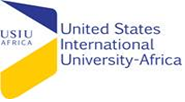 USIU
AFRICA
United States
International
University-Africa